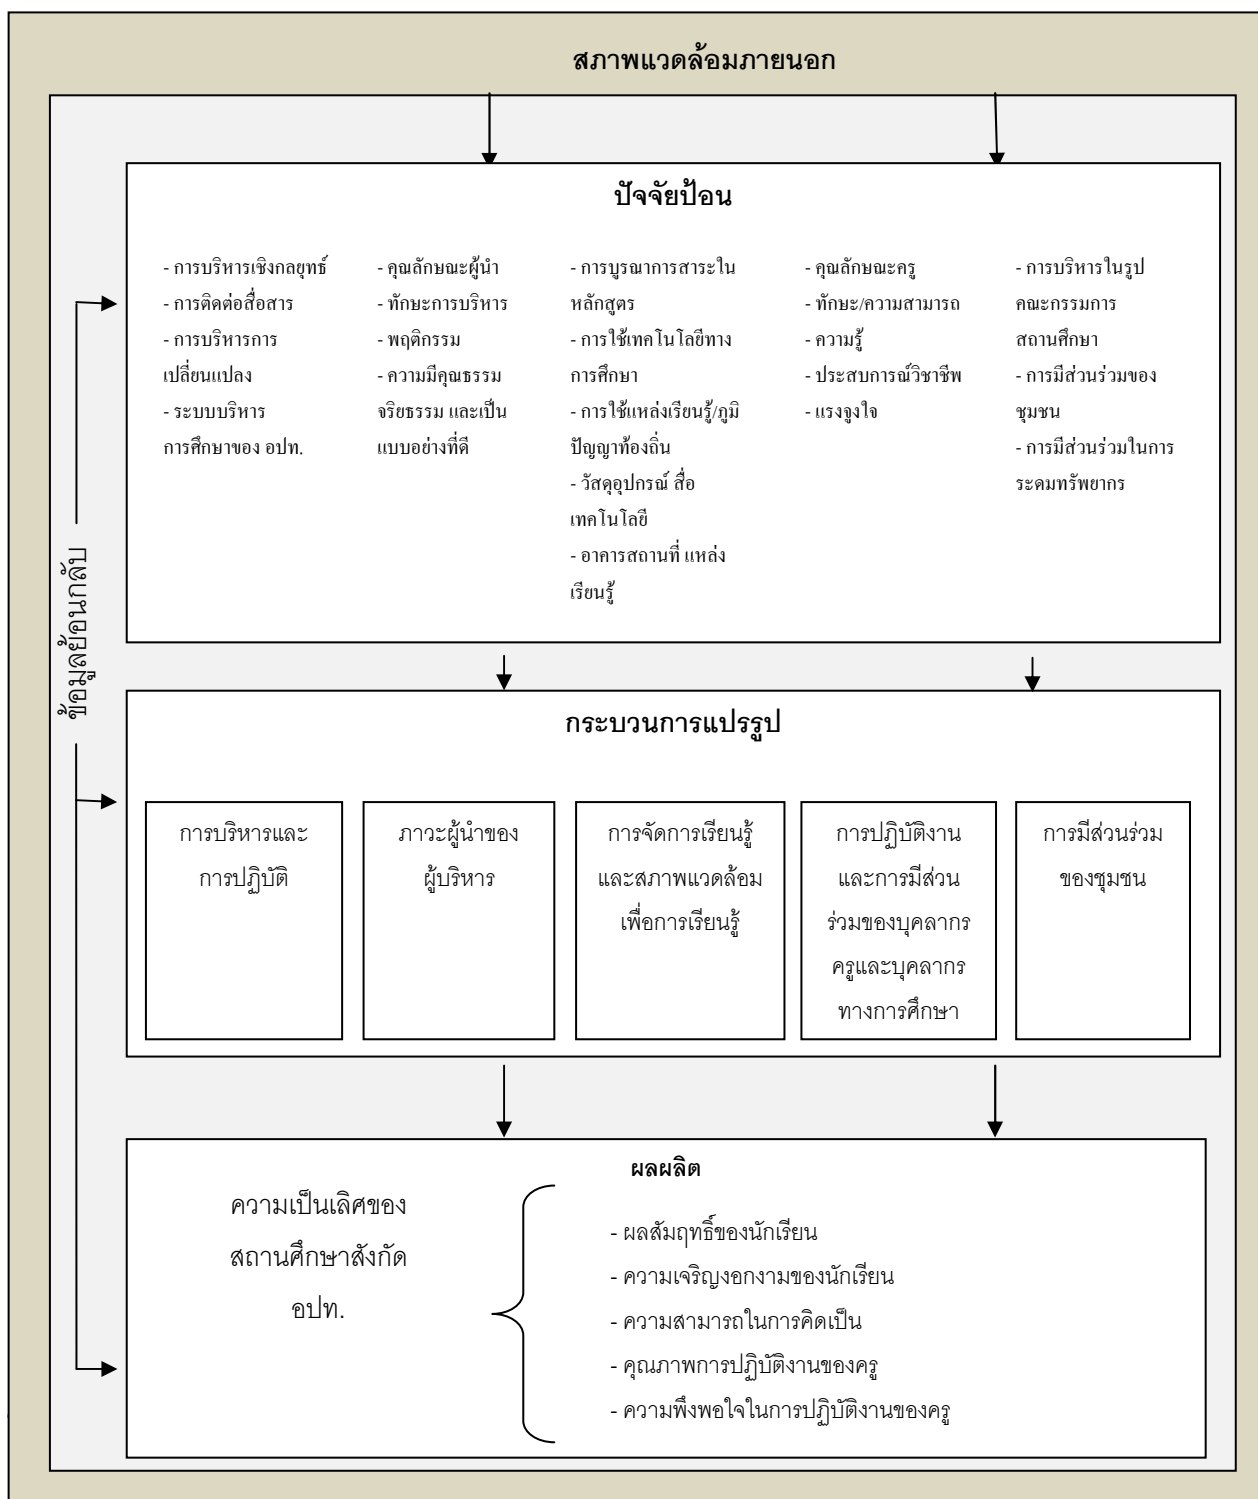 สภาพแวดล้อมภายนอก
ปัจจัยป้อน
- การบริหารเชิงกลยุทธ์
- การติดต่อสื่อสาร
- การบริหารการ
เปลี่ยนแปลง
- ระบบบริหาร
การศึกษาของ อปท.
- คุณลักษณะผู้นำ
- ทักษะการบริหาร
- พฤติกรรม
- ความมีคุณธรรม
จริยธรรม และเป็น
แบบอย่างที่ดี
- การบูรณาการสาระใน
หลักสูตร
- การใช้เทคโนโลยีทาง
การศึกษา
- การใช้แหล่งเรียนรู้/ภูมิ
ปัญญาท้องถิ่น
- วัสดุอุปกรณ์ สื่อ
เทคโนโลยี
- อาคารสถานที่ แหล่ง
เรียนรู้
- คุณลักษณะครู
- ทักษะ/ความสามารถ
- ความรู้
- ประสบการณ์วิชาชีพ
- แรงจูงใจ
- การบริหารในรูป
คณะกรรมการ
สถานศึกษา
- การมีส่วนร่วมของ
ชุมชน
- การมีส่วนร่วมในการ
ระดมทรัพยากร
ข้อมูลย้อนกลับ
กระบวนการแปรรูป
การบริหารและ
การปฏิบัติ
ภาวะผู้นำของ
ผู้บริหาร
การจัดการเรียนรู้
และสภาพแวดล้อม
เพื่อการเรียนรู้
การปฏิบัติงาน
และการมีส่วน
ร่วมของบุคลากร
ครูและบุคลากร
ทางการศึกษา
การมีส่วนร่วม
ของชุมชน
ผลผลิต
ความเป็นเลิศของ
สถานศึกษาสังกัด
อปท.
- ผลสัมฤทธิ์ของนักเรียน
- ความเจริญงอกงามของนักเรียน
- ความสามารถในการคิดเป็น
- คุณภาพการปฏิบัติงานของครู
- ความพึงพอใจในการปฏิบัติงานของครู